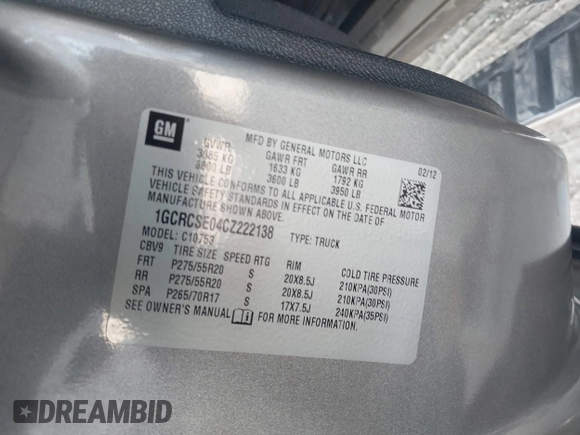 GM
MFD BY GENERAL MOTORS LLC
02/12
GVWR GAWR FRT GAWR RR
3085 KG 1633 KG 1792 KG
6800 LB 3600 LB 3950 LB
THIS VEHICLE CONFORMS TO ALL APPLICABLE U.S. FEDERAL MOTOR
VEHICLE SAFETY STANDARDS IN EFFECT ON THE DATE OF
MANUFACTURE SHOWN ABOVE.
1GCRCSE04CZ222138 TYPE: TRUCK
MODEL: C10753
CBV9 TIRE SIZE SPEED RTG RIM COLD TIRE PRESSURE
FRT P275/55R20 S 20X8.5J 210KPA(30PSI)
RR P275/55R20 S 20X8.5J 210KPA(30PSI)
SPA P265/70R17 S 17X7.5J 240KPA(35PSI)
SEE OWNER'S MANUAL FOR MORE INFORMATION.
DREAMBID